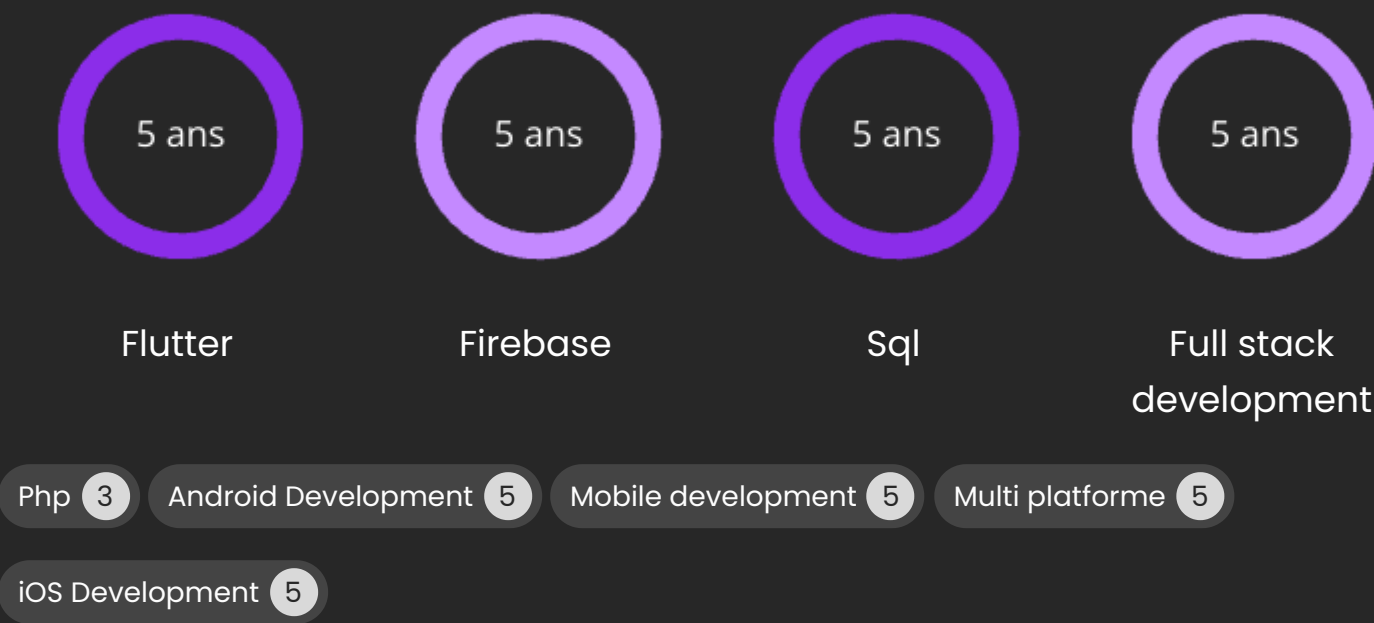 5 ans 5 ans 5 ans 5 ans
Flutter Firebase Sql Full stack
development
Php 3 Android Development 5 Mobile development 5 Multi platforme 5
iOS Development 5